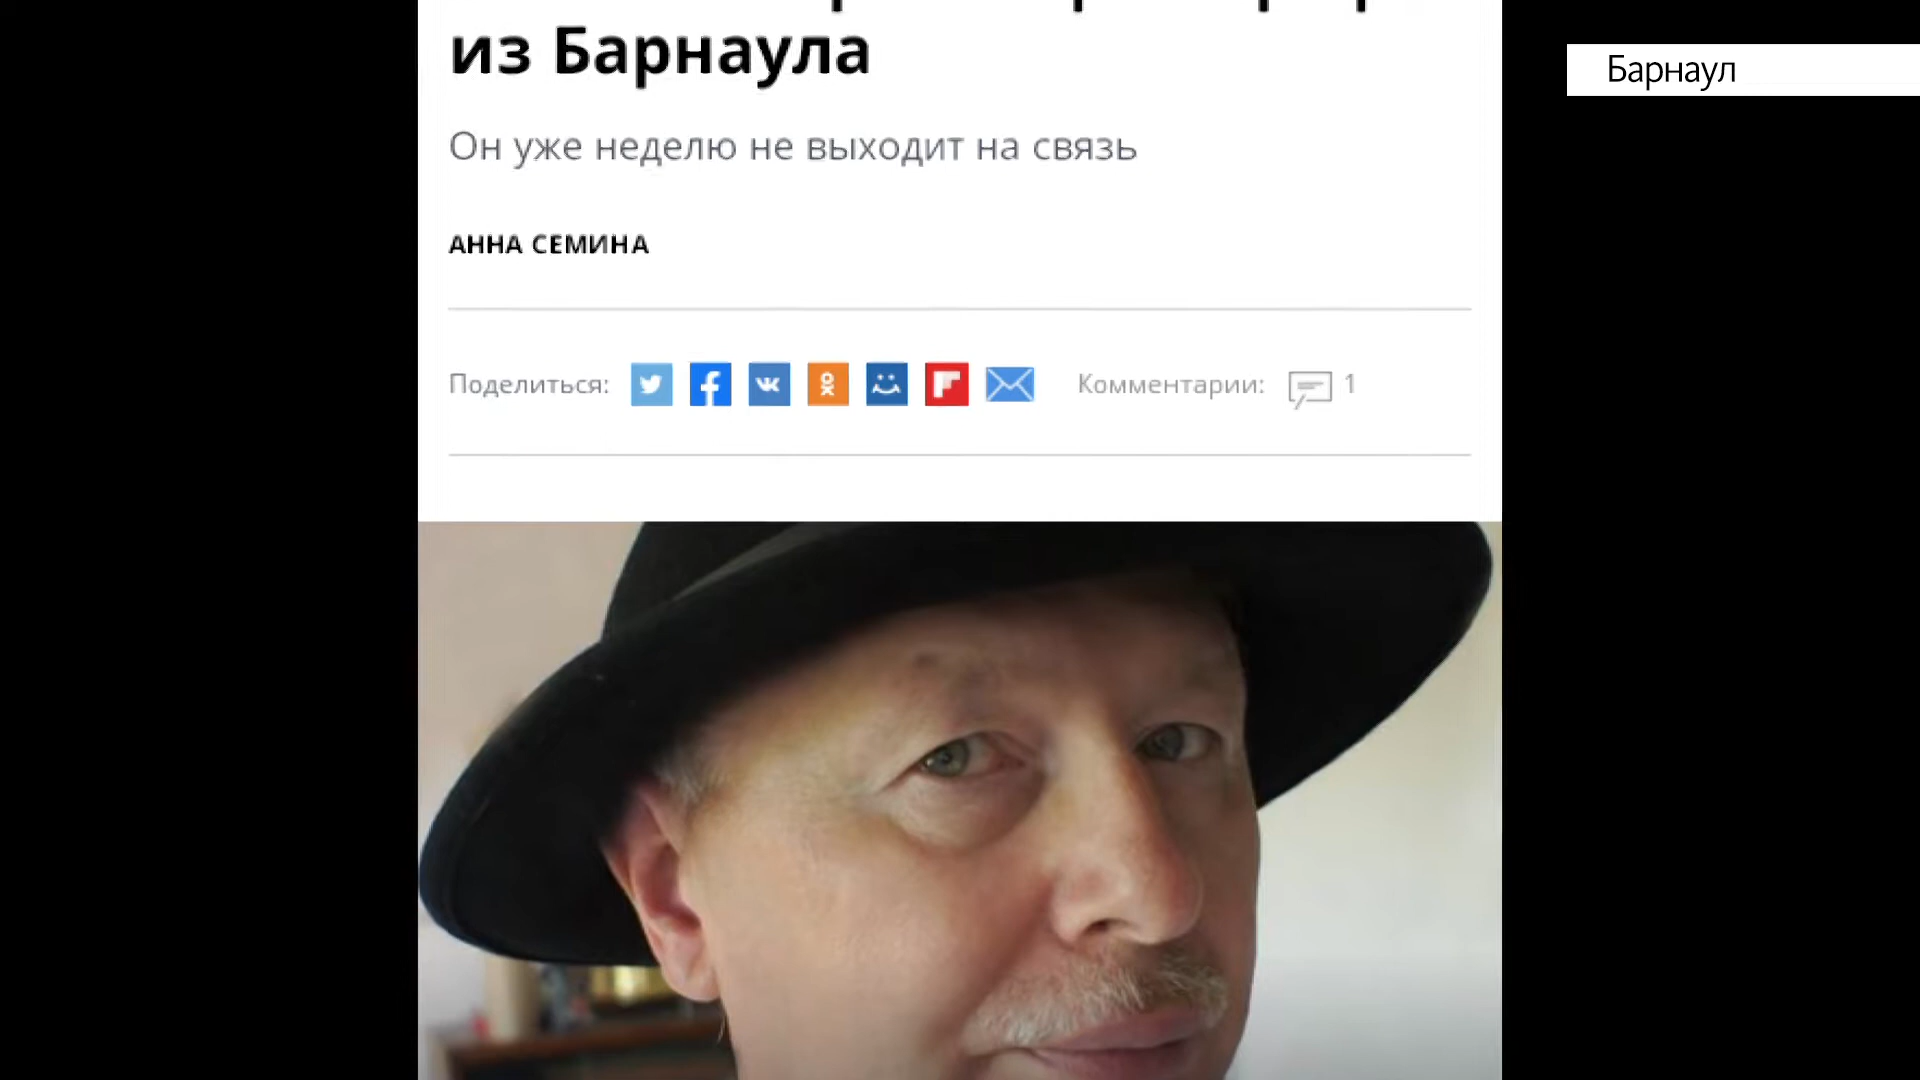 из Барнаула
Барнаул
Он уже неделю не выходит на связь
АННА СЕМИНА
Поделиться:
Комментарии: 1